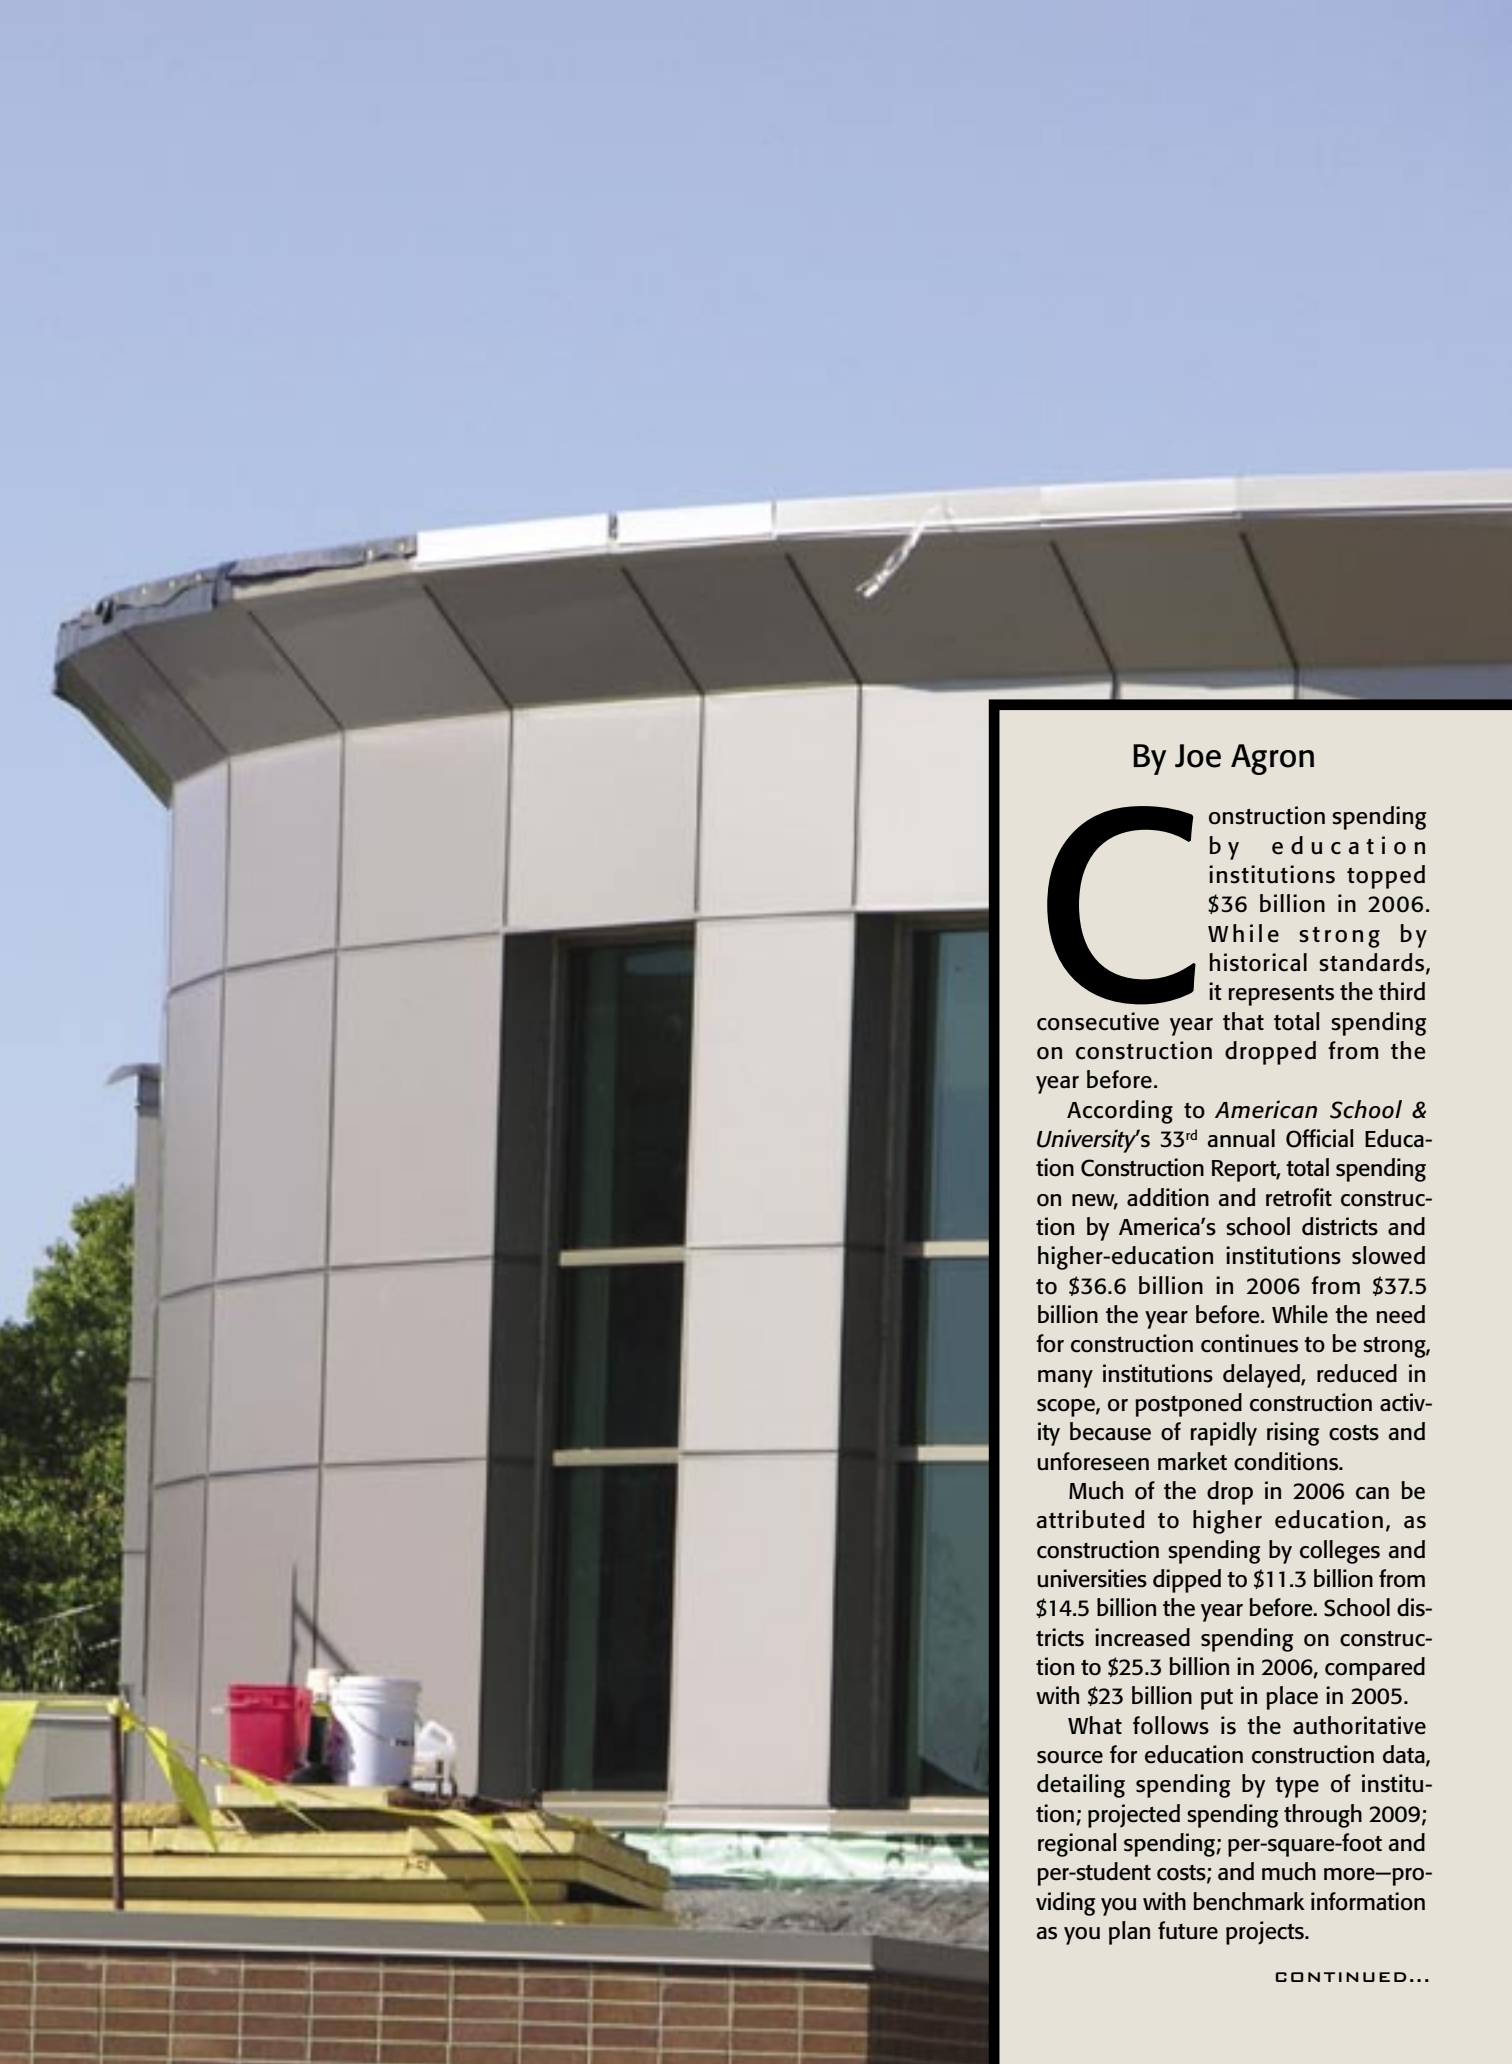 By Joe Agron
Construction spending
by education
institutions topped
$36 billion in 2006.
While strong by
historical standards,
it represents the third
consecutive year that total spending
on construction dropped from the
year before.
According to American School &
University's 33rd annual Official Educa-
tion Construction Report, total spending
on new, addition and retrofit construc-
tion by America's school districts and
higher-education institutions slowed
to $36.6 billion in 2006 from $37.5
billion the year before. While the need
for construction continues to be strong,
many institutions delayed, reduced in
scope, or postponed construction activ-
ity because of rapidly rising costs and
unforeseen market conditions.
Much of the drop in 2006 can be
attributed to higher education, as
construction spending by colleges and
universities dipped to $11.3 billion from
$14.5 billion the year before. School dis-
tricts increased spending on construc-
tion to $25.3 billion in 2006, compared
with $23 billion put in place in 2005.
What follows is the authoritative
source for education construction data,
detailing spending by type of institu-
tion; projected spending through 2009;
regional spending; per-square-foot and
per-student costs; and much more—pro-
viding you with benchmark information
as you plan future projects.
CONTINUED...